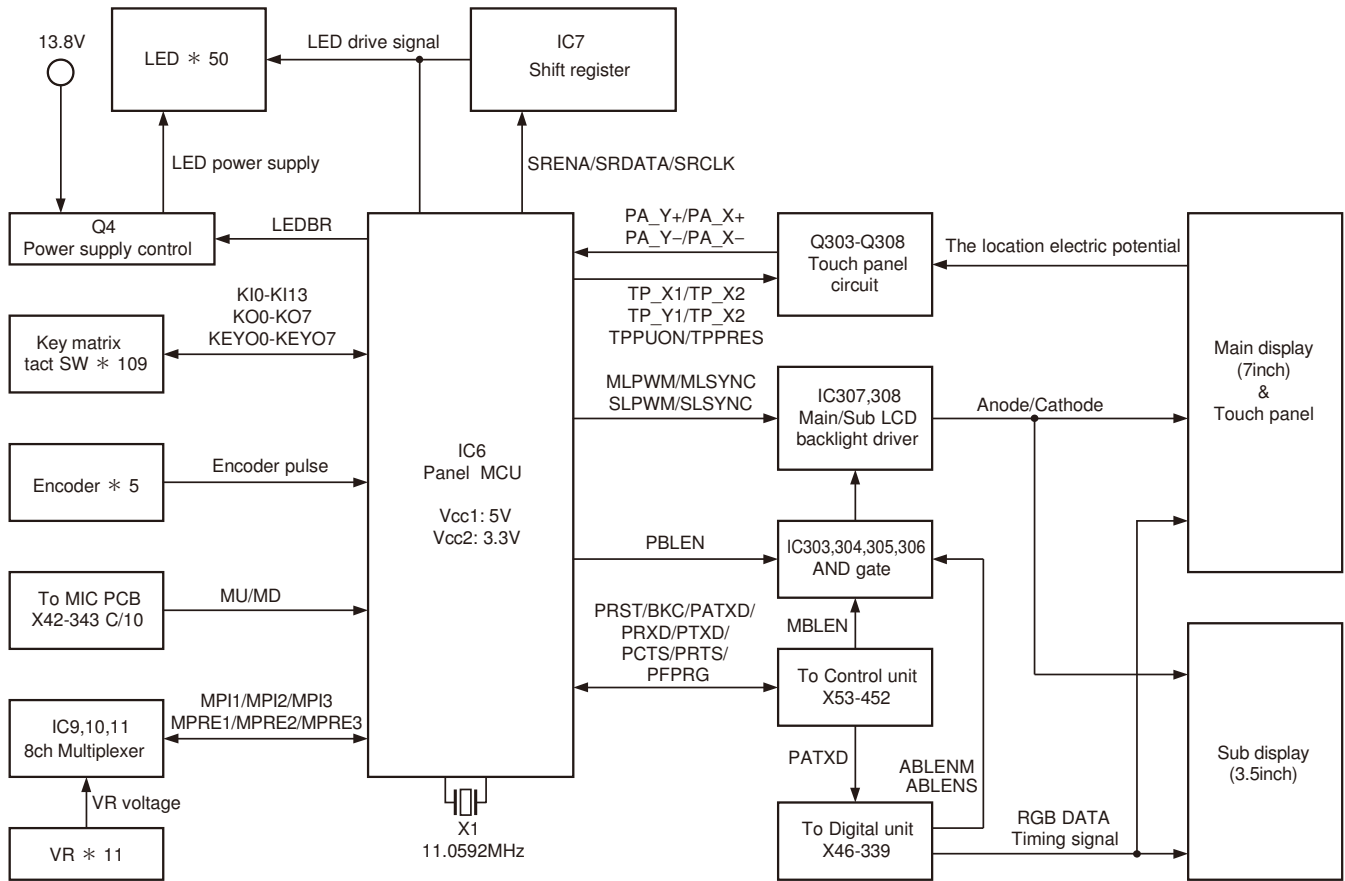 13.8V
LED ✳ 50
LED drive signal
IC7
Shift register
LED power supply
SRENA/SRDATA/SRCLK
Q4
Power supply control
LEDBR
PA_Y+/PA_X+
PA_Y−/PA_X−
Q303-Q308
Touch panel
circuit
The location electric potential
TP_X1/TP_X2
TP_Y1/TP_X2
TPPUON/TPPRES
KI0-KI13
KO0-KO7
KEYO0-KEYO7
Key matrix
tact SW ✳ 109
Main display
(7inch)
&
Touch panel
MLPWM/MLSYNC
SLPWM/SLSYNC
IC307,308
Main/Sub LCD
backlight driver
Anode/Cathode
IC6
Panel MCU
Vcc1: 5V
Vcc2: 3.3V
Encoder ✳ 5
Encoder pulse
PBLEN
IC303,304,305,306
AND gate
To MIC PCB
X42-343 C/10
MU/MD
PRST/BKC/PATXD/
PRXD/PTXD/
PCTS/PRTS/
PFPRG
MBLEN
To Control unit
X53-452
IC9,10,11
8ch Multiplexer
MPI1/MPI2/MPI3
MPRE1/MPRE2/MPRE3
PATXD
ABLENM
ABLENS
Sub display
(3.5inch)
VR voltage
VR ✳ 11
X1
11.0592MHz
To Digital unit
X46-339
RGB DATA
Timing signal